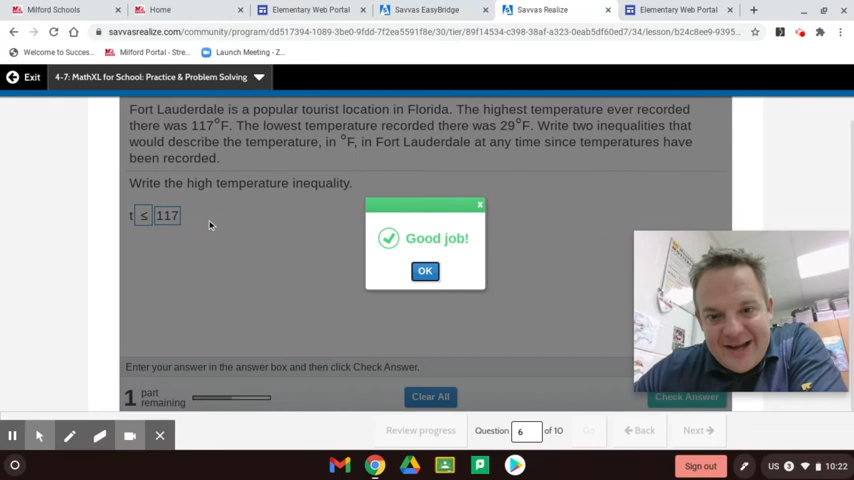 Milford Schools
Home
Elementary Web Portal
Savvas EasyBridge
Savvas Realize
Elementary Web Portal
savvasrealize.com/community/program/dd517394-1089-3be0-9fdd-7f2ea5591f8e/30/tier/89f14534-c923-398c-38af-a323-0eab5df60ed7/34/lesson/b24c8ee9-9395...
Welcome to Succes...
Milford Portal - Stre...
Launch Meeting - Z...
Exit
4-7: MathXL for School: Practice & Problem Solving
Fort Lauderdale is a popular tourist location in Florida. The highest temperature ever recorded
there was 117°F. The lowest temperature recorded there was 29°F. Write two inequalities that
would describe the temperature, in °F, in Fort Lauderdale at any time since temperatures have
been recorded.
Write the high temperature inequality.
t ≤ 117
x
Good job!
OK
Enter your answer in the answer box and then click Check Answer.
1 part remaining
Clear All
Check Answer
Review progress
Question 6 of 10
Back
Next
Sign out
US
3
10:22